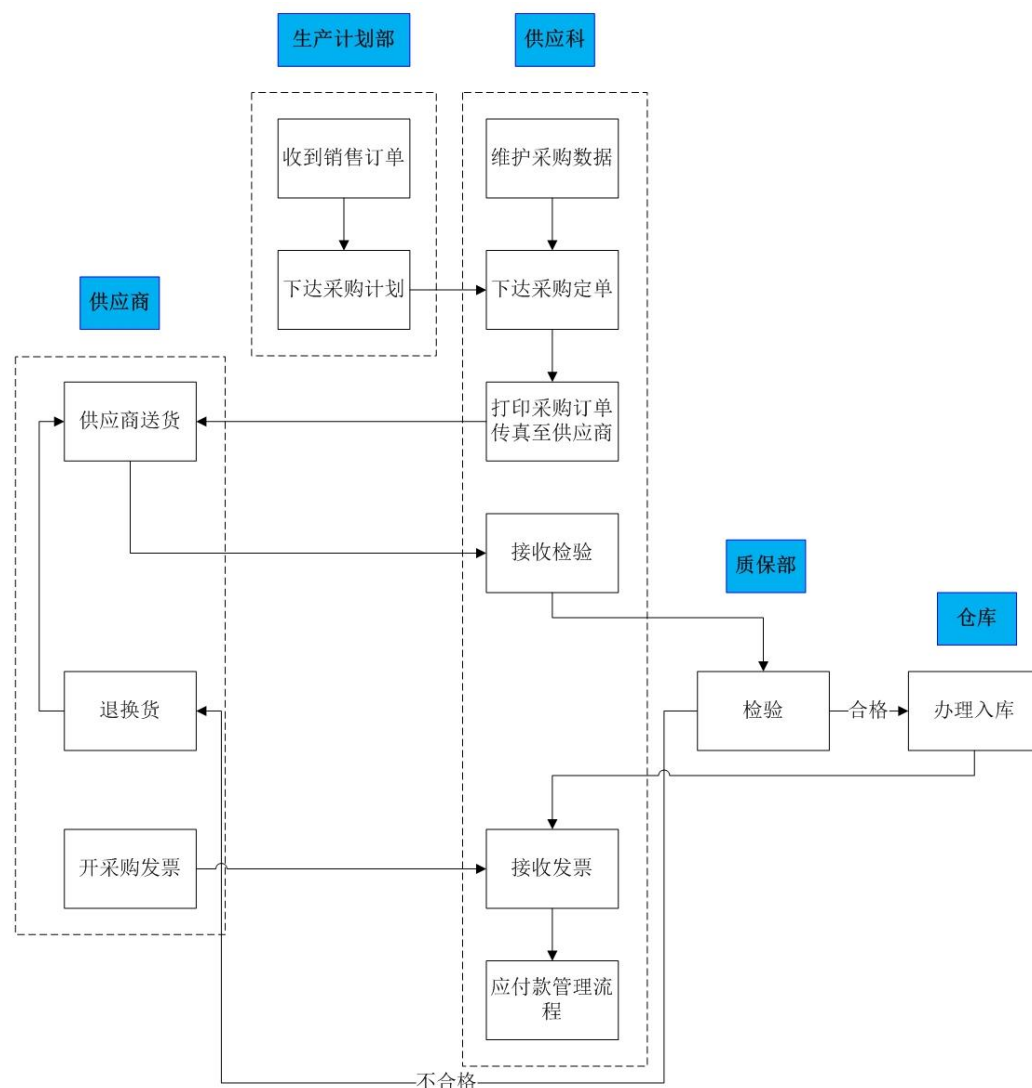 生产计划部
供应科
收到销售订单
维护采购数据
下达采购计划
下达采购定单
供应商
供应商送货
打印采购订单
传真至供应商
接收检验
质保部
仓库
退换货
检验
合格
办理入库
开采购发票
接收发票
应付款管理流
程
不合格